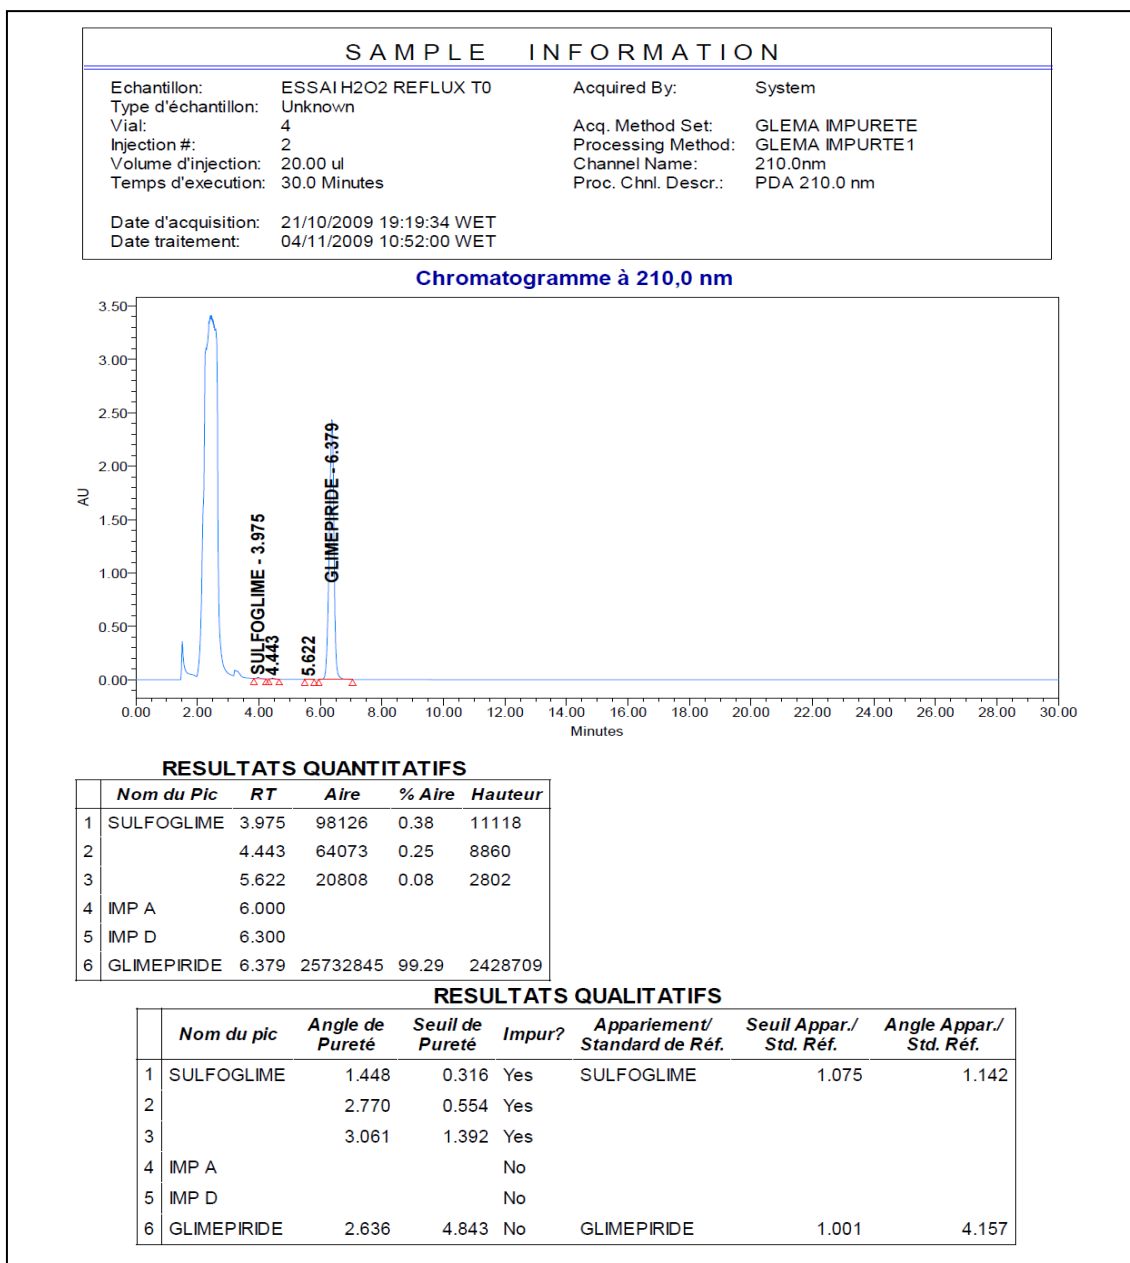 SAMPLE INFORMATION
Echantillon: ESSAI H2O2 REFLUX T0 Acquired By: System
Type d'échantillon: Unknown
Vial: 4 Acq. Method Set: GLEMA IMPURETE
Injection #: 2 Processing Method: GLEMA IMPURTE1
Volume d'injection: 20.00 ul Channel Name: 210.0nm
Temps d'execution: 30.0 Minutes Proc. Chnl. Descr.: PDA 210.0 nm
Date d'acquisition: 21/10/2009 19:19:34 WET
Date traitement: 04/11/2009 10:52:00 WET
Chromatogramme à 210,0 nm
AU
3.50
3.00
2.50
2.00
1.50
1.00
0.50
0.00
SULFOGLIME - 3.975
4.443
5.622
GLIMEPIRIDE - 6.379
0.00 2.00 4.00 6.00 8.00 10.00 12.00 14.00 16.00 18.00 20.00 22.00 24.00 26.00 28.00 30.00
Minutes
RESULTATS QUANTITATIFS
Nom du Pic RT Aire % Aire Hauteur
1 SULFOGLIME 3.975 98126 0.38 11118
2 4.443 64073 0.25 8860
3 5.622 20808 0.08 2802
4 IMP A 6.000
5 IMP D 6.300
6 GLIMEPIRIDE 6.379 25732845 99.29 2428709
RESULTATS QUALITATIFS
Nom du pic Angle de Pureté Seuil de Pureté Impur? Appariement/ Standard de Réf. Seuil Appar./ Std. Réf. Angle Appar./ Std. Réf.
1 SULFOGLIME 1.448 0.316 Yes SULFOGLIME 1.075 1.142
2 2.770 0.554 Yes
3 3.061 1.392 Yes
4 IMP A No
5 IMP D No
6 GLIMEPIRIDE 2.636 4.843 No GLIMEPIRIDE 1.001 4.157